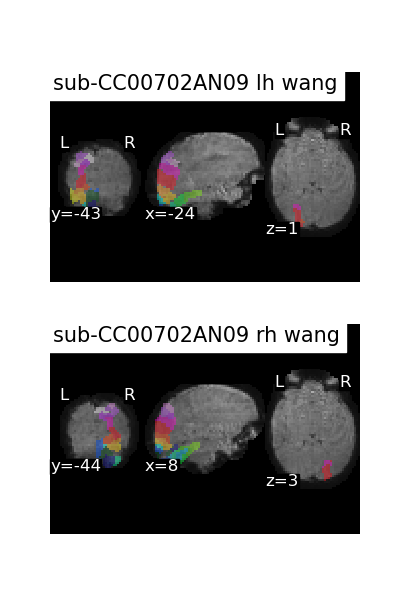 sub-CC00702AN09 lh wang
L R L R
y=-43 x=-24 z=1
sub-CC00702AN09 rh wang
L R L R
y=-44 x=8 z=3